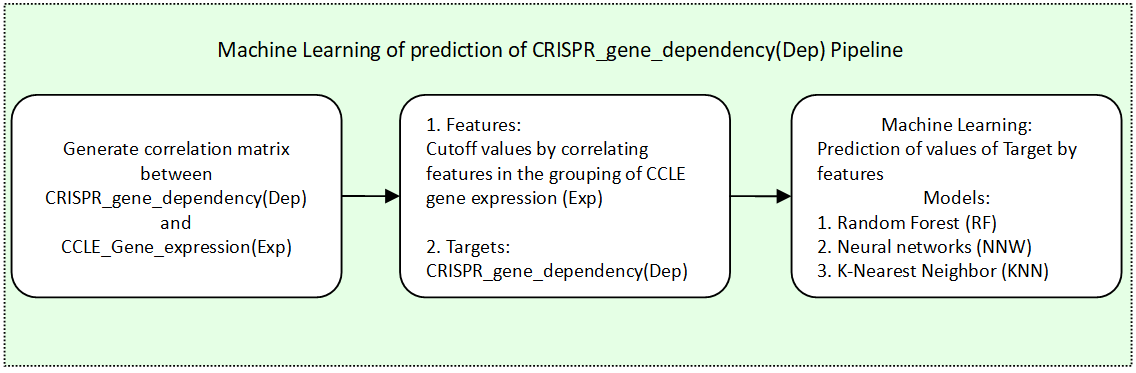 Machine Learning of prediction of CRISPR_gene_dependency(Dep) Pipeline
Generate correlation matrix
between
CRISPR_gene_dependency(Dep)
and
CCLE_Gene_expression(Exp)
1. Features:
Cutoff values by correlating
features in the grouping of CCLE
gene expression (Exp)
2. Targets:
CRISPR_gene_dependency(Dep)
Machine Learning:
Prediction of values of Target by
features
Models:
1. Random Forest (RF)
2. Neural networks (NNW)
3. K-Nearest Neighbor (KNN)